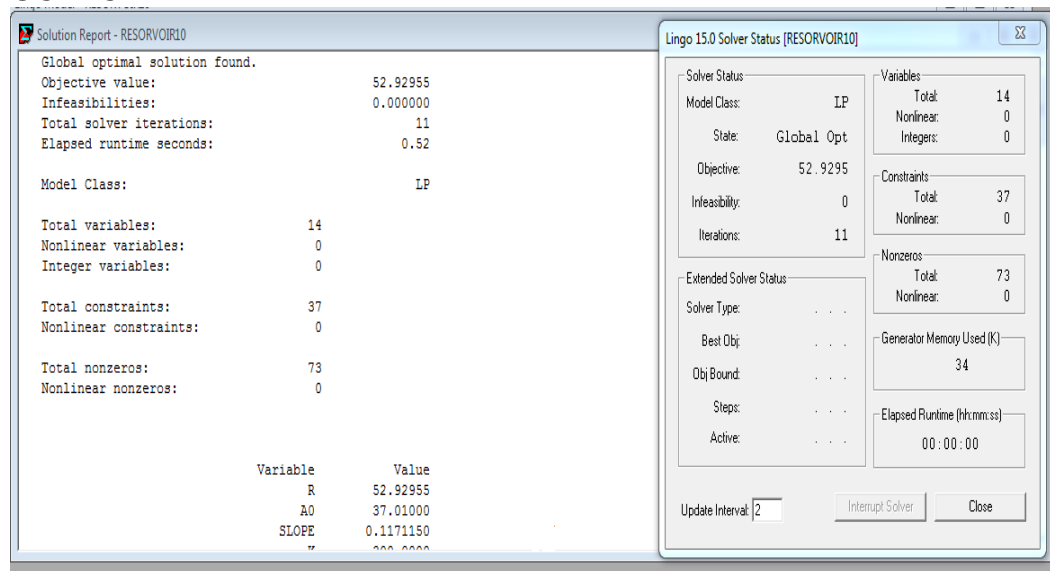 Solution Report - RESORVOIR10
Global optimal solution found.
Objective value: 52.92955
Infeasibilities: 0.000000
Total solver iterations: 11
Elapsed runtime seconds: 0.52
Model Class: LP
Total variables: 14
Nonlinear variables: 0
Integer variables: 0
Total constraints: 37
Nonlinear constraints: 0
Total nonzeros: 73
Nonlinear nonzeros: 0
Variable Value
R 52.92955
A0 37.01000
SLOPE 0.1171150
Lingo 15.0 Solver Status [RESORVOIR10]
Solver Status
Model Class: LP
State: Global Opt
Objective: 52.9295
Infeasibility: 0
Iterations: 11
Extended Solver Status
Solver Type: . . .
Best Obj: . . .
Obj Bound: . . .
Steps: . . .
Active: . . .
Variables
Total: 14
Nonlinear: 0
Integers: 0
Constraints
Total: 37
Nonlinear: 0
Nonzeros
Total: 73
Nonlinear: 0
Generator Memory Used (K)
34
Elapsed Runtime (hh:mm:ss)
00:00:00
Update Interval: 2
Interrupt Solver
Close